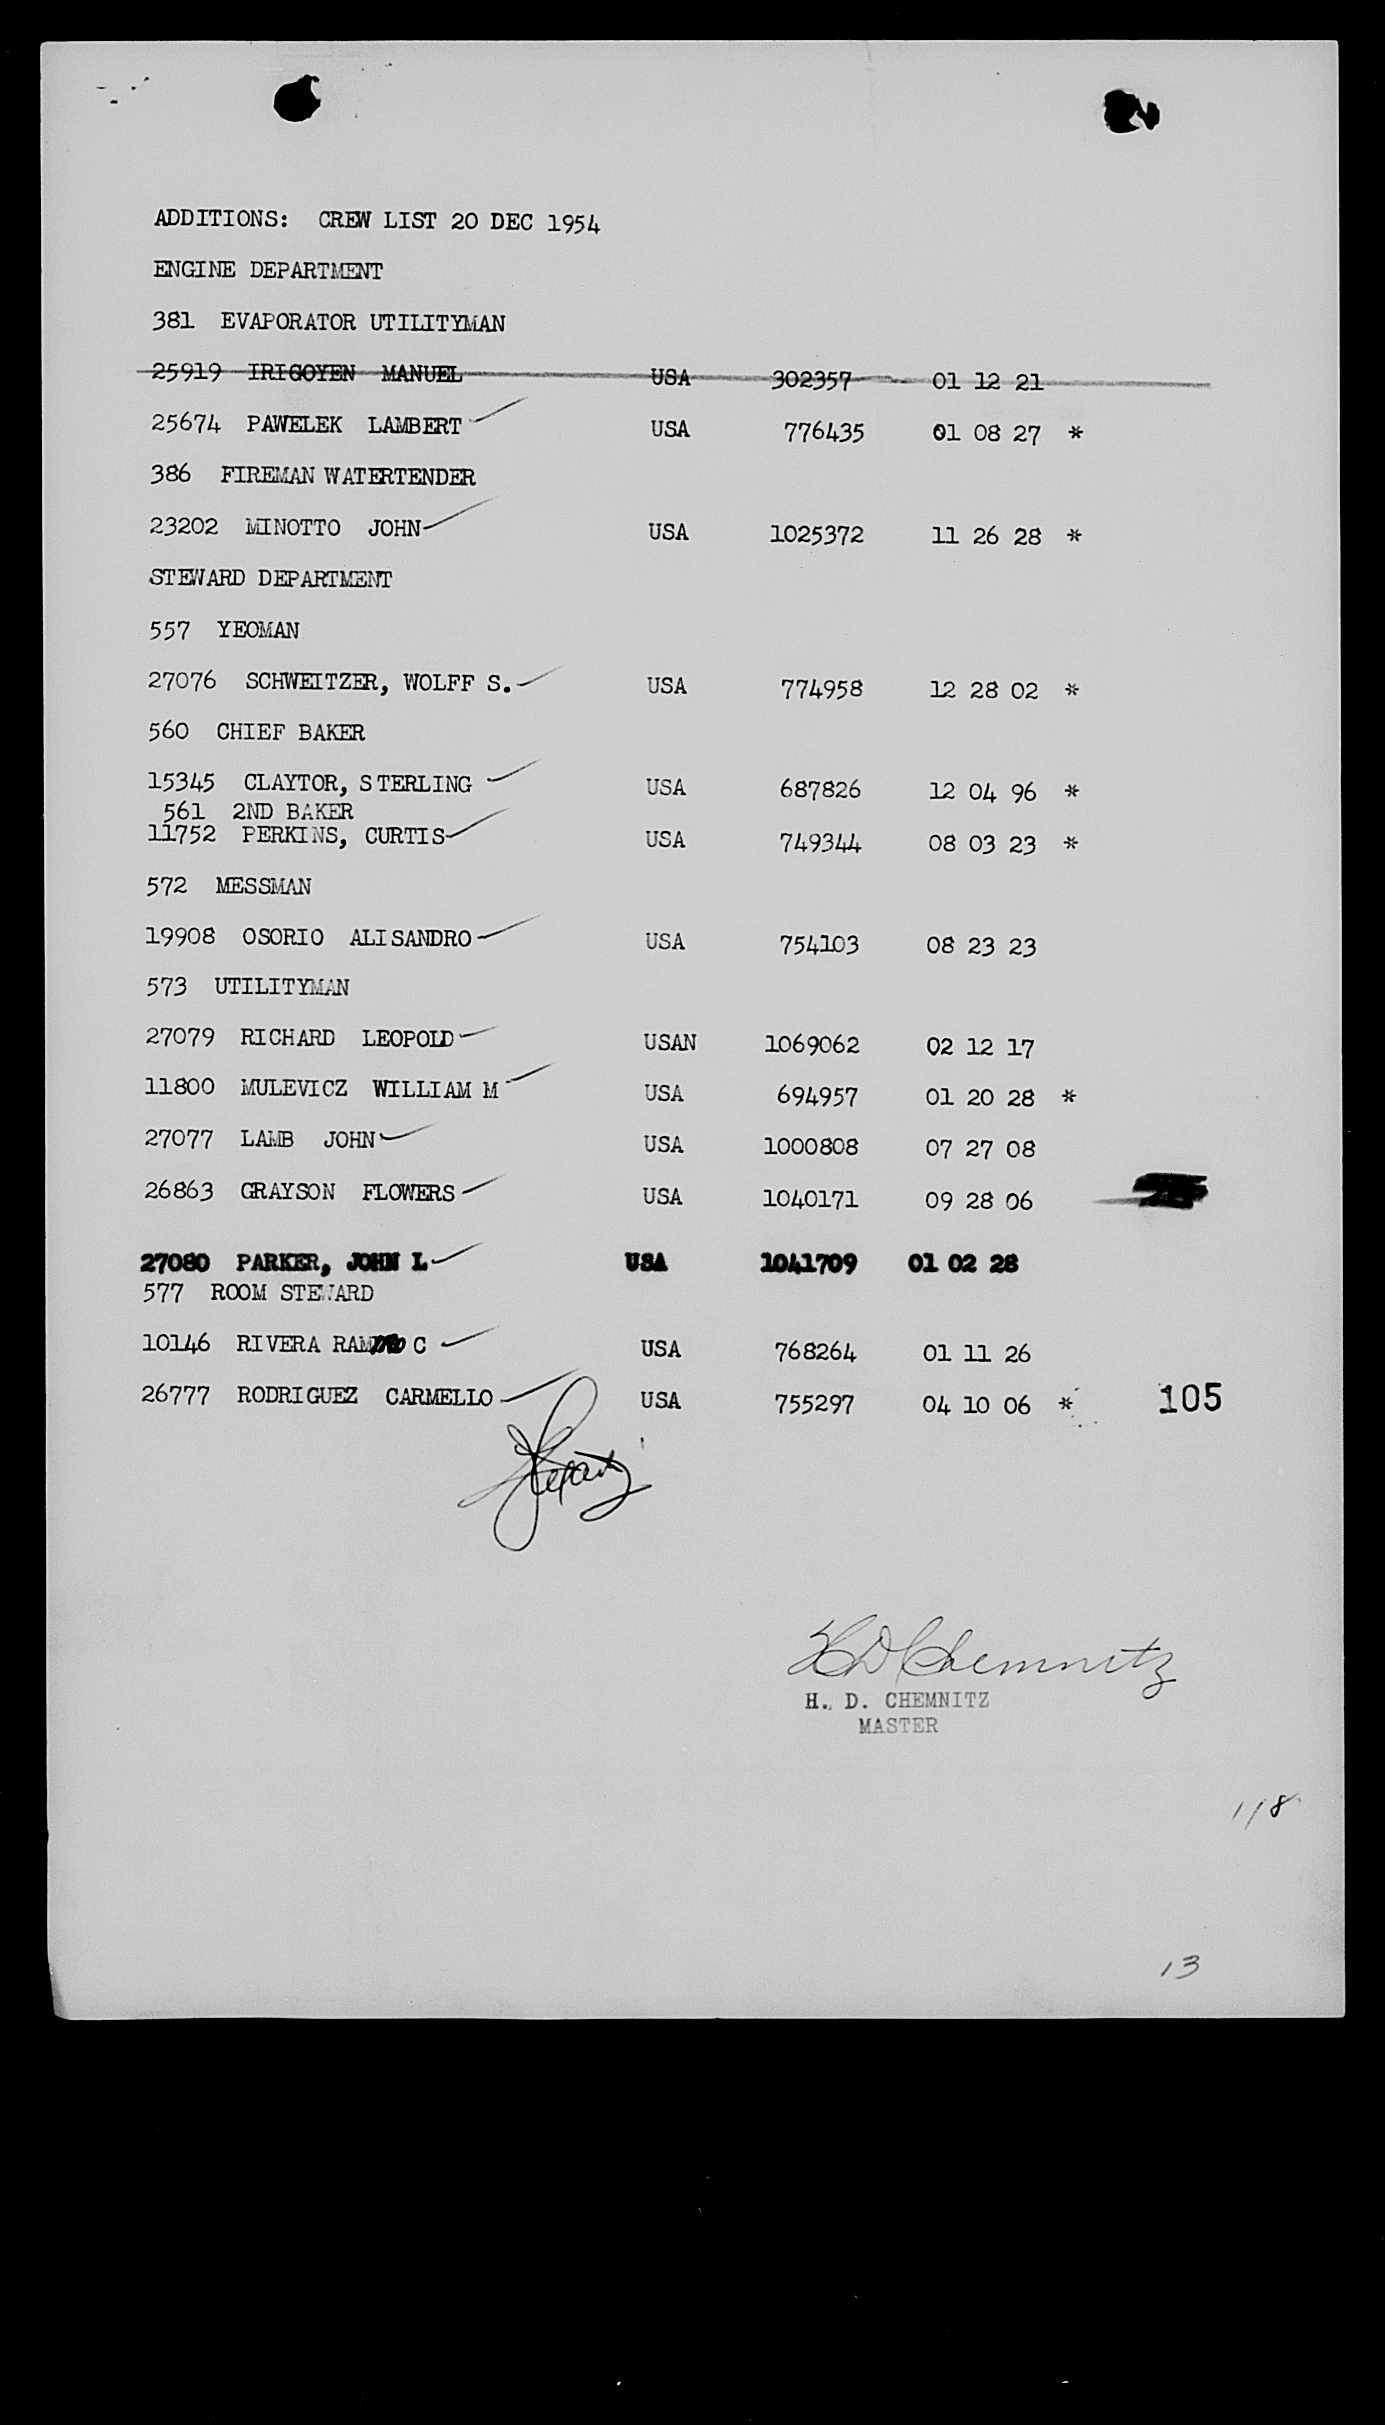 ADDITIONS: CREW LIST 20 DEC 1954
ENGINE DEPARTMENT
381 EVAPORATOR UTILITYMAN
25919 IRIGOYEN MANUEL USA 302357 01 12 21
25674 PAWELEK LAMBERT USA 776435 01 08 27 *
386 FIREMAN WATERTENDER
23202 MINOTTO JOHN USA 1025372 11 26 28 *
STEWARD DEPARTMENT
557 YEOMAN
27076 SCHWEITZER, WOLFF S. USA 774958 12 28 02 *
560 CHIEF BAKER
15345 CLAYTOR, STERLING USA 687826 12 04 96 *
561 2ND BAKER
11752 PERKINS, CURTIS USA 749344 08 03 23 *
572 MESSMAN
19908 OSORIO ALISANDRO USA 754103 08 23 23
573 UTILITYMAN
27079 RICHARD LEOPOLD USAN 1069062 02 12 17
11800 MULEVICZ WILLIAM M USA 694957 01 20 28 *
27077 LAMB JOHN USA 1000808 07 27 08
26863 GRAYSON FLOWERS USA 1040171 09 28 06
27080 PARKER, JOHN L USA 1041709 01 02 28
577 ROOM STEWARD
10146 RIVERA C USA 768264 01 11 26
26777 RODRIGUEZ CARMELLO USA 755297 04 10 06 * 105
H D Chemnitz
H. D. CHEMNITZ
MASTER
118
13